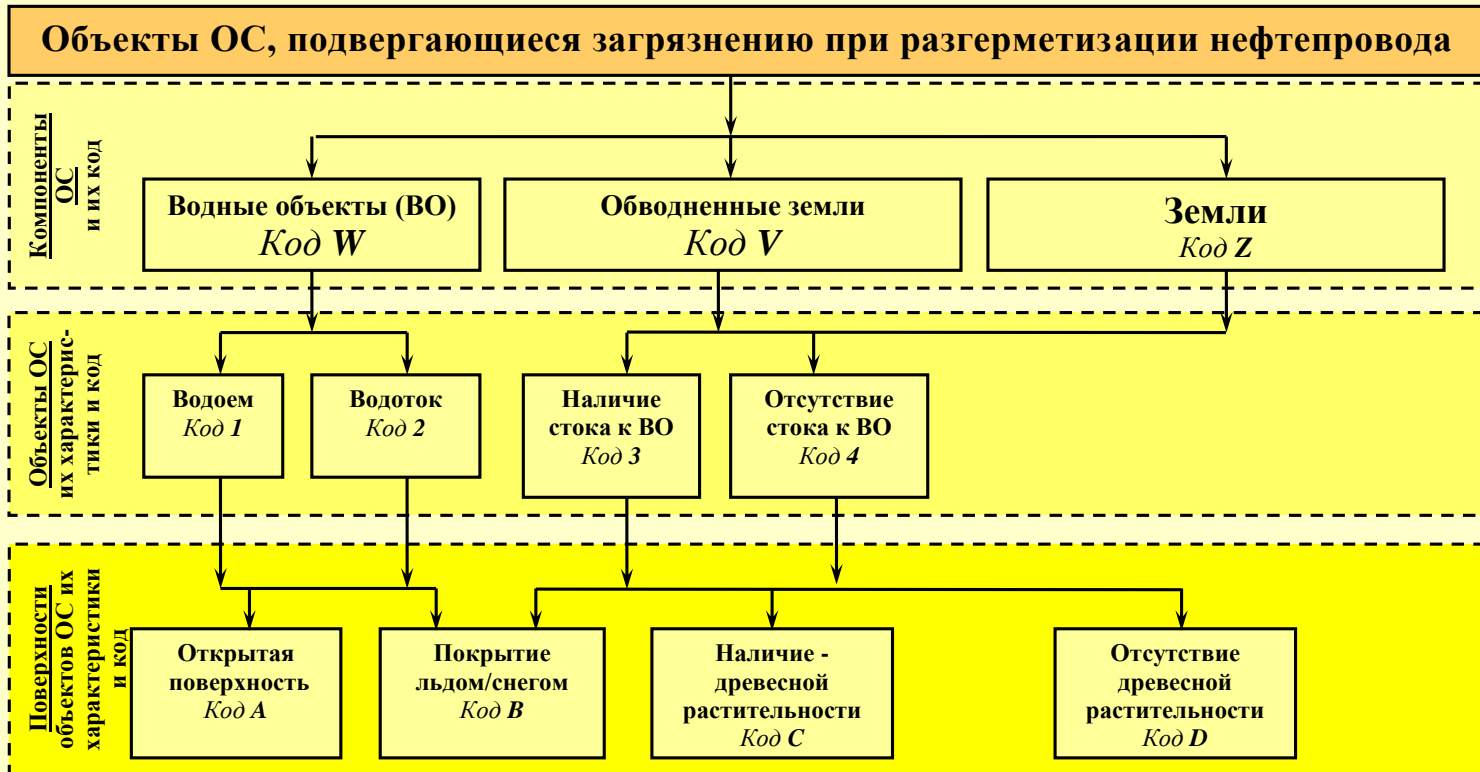 Объекты ОС, подвергающиеся загрязнению при разгерметизации нефтепровода
Компоненты
ОС
и их код
Водные объекты (ВО)
Код W
Обводненные земли
Код V
Земли
Код Z
Объекты ОС
их характерис-
тики и код
Водоем
Код 1
Водоток
Код 2
Наличие
стока к ВО
Код 3
Отсутствие
стока к ВО
Код 4
Поверхности
объектов ОС их
характеристики
и код
Открытая
поверхность
Код A
Покрытие
льдом/снегом
Код B
Наличие -
древесной
растительности
Код C
Отсутствие
древесной
растительности
Код D